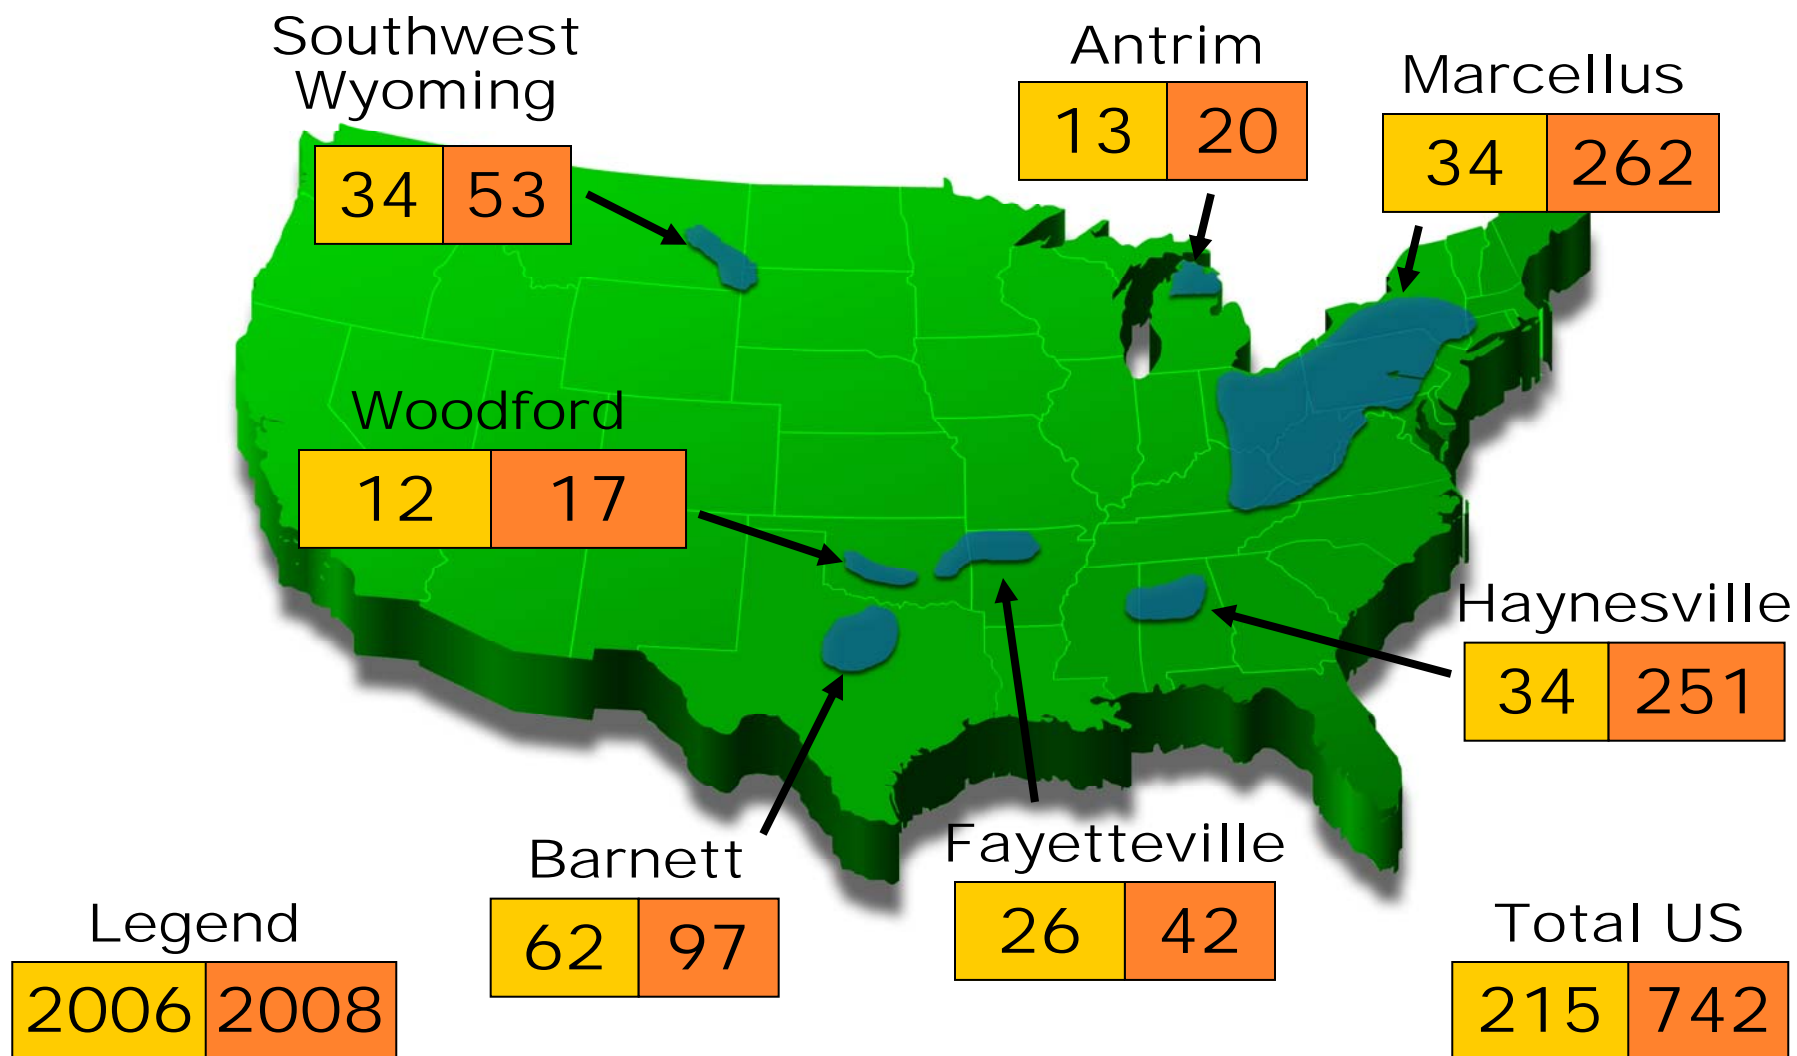 Southwest
Wyoming
34 53
Antrim
13 20
Marcellus
34 262
Woodford
12 17
Haynesville
34 251
Barnett
62 97
Fayetteville
26 42
Legend
2006 2008
Total US
215 742